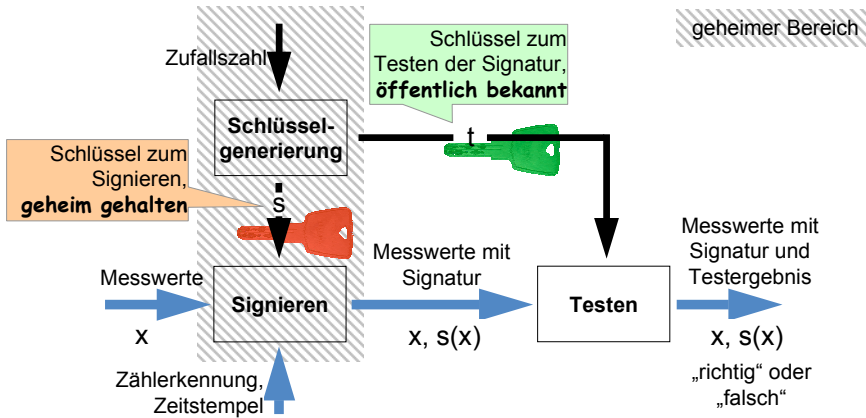 geheimer Bereich
Zufallszahl
Schlüssel zum
Testen der Signatur,
öffentlich bekannt
Schlüssel-
generierung
t
Schlüssel zum
Signieren,
geheim gehalten
s
Messwerte
x
Signieren
Messwerte mit
Signatur
x, s(x)
Testen
Messwerte mit
Signatur und
Testergebnis
x, s(x)
„richtig“ oder
„falsch“
Zählerkennung,
Zeitstempel